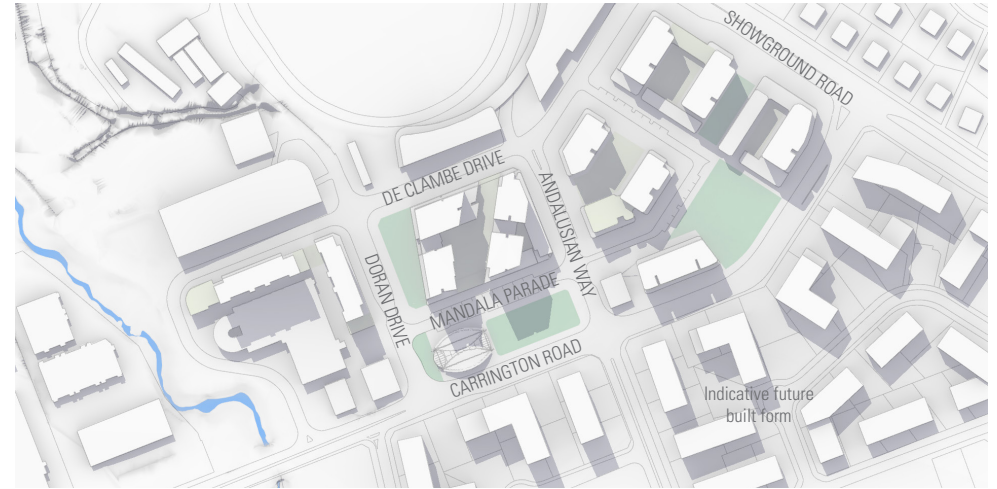 SHOWGROUND ROAD
DE CLAMBE DRIVE
ANDALUSIAN WAY
DORAN DRIVE
MANDALA PARADE
CARRINGTON ROAD
Indicative future
built form